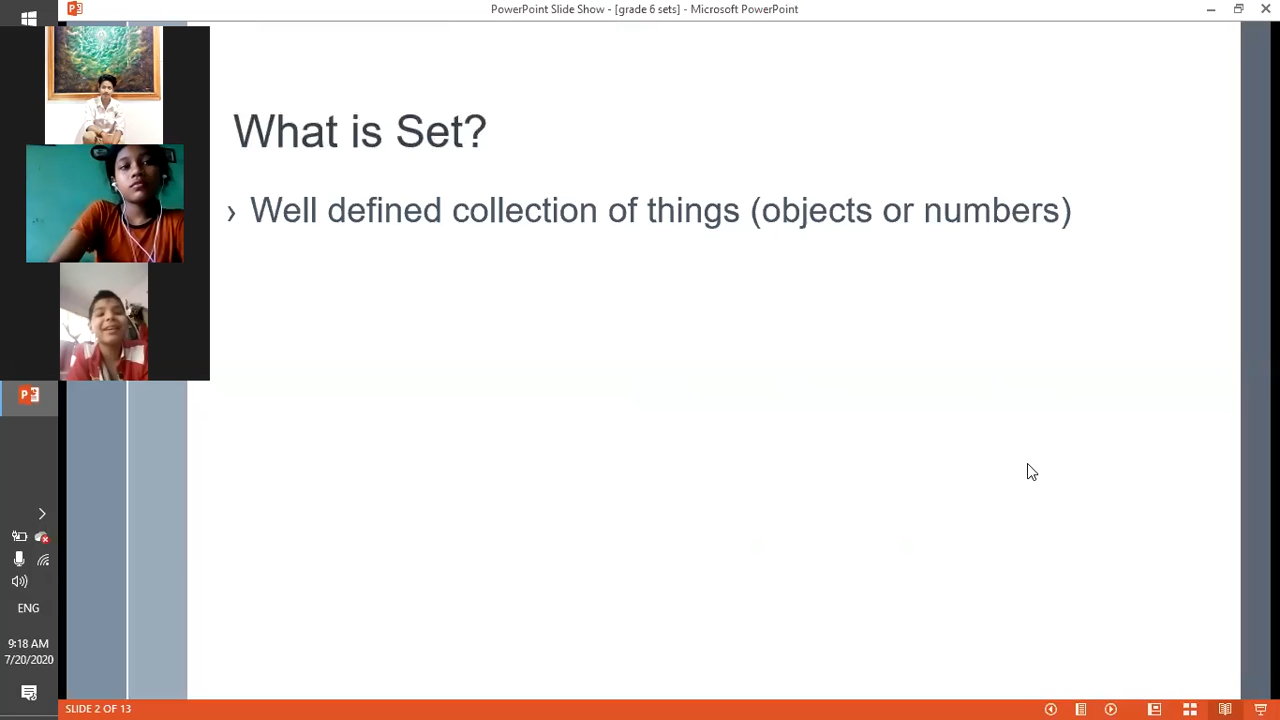 PowerPoint Slide Show - [grade 6 sets] - Microsoft PowerPoint
What is Set?
› Well defined collection of things (objects or numbers)
ENG
9:18 AM
7/20/2020
SLIDE 2 OF 13